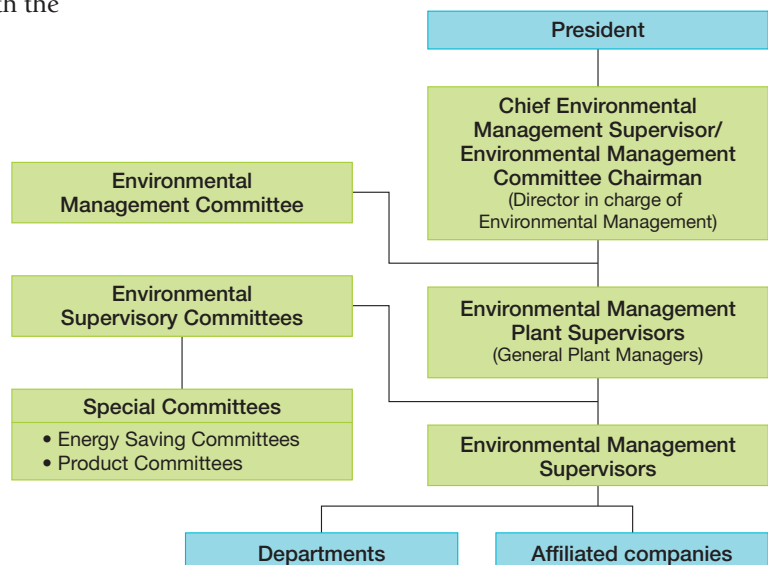 th the
President
Chief Environmental
Management Supervisor/
Environmental Management
Committee Chairman
(Director in charge of
Environmental Management)
Environmental
Management Committee
Environmental
Supervisory Committees
Environmental Management
Plant Supervisors
(General Plant Managers)
Special Committees
• Energy Saving Committees
• Product Committees
Environmental Management
Supervisors
Departments
Affiliated companies